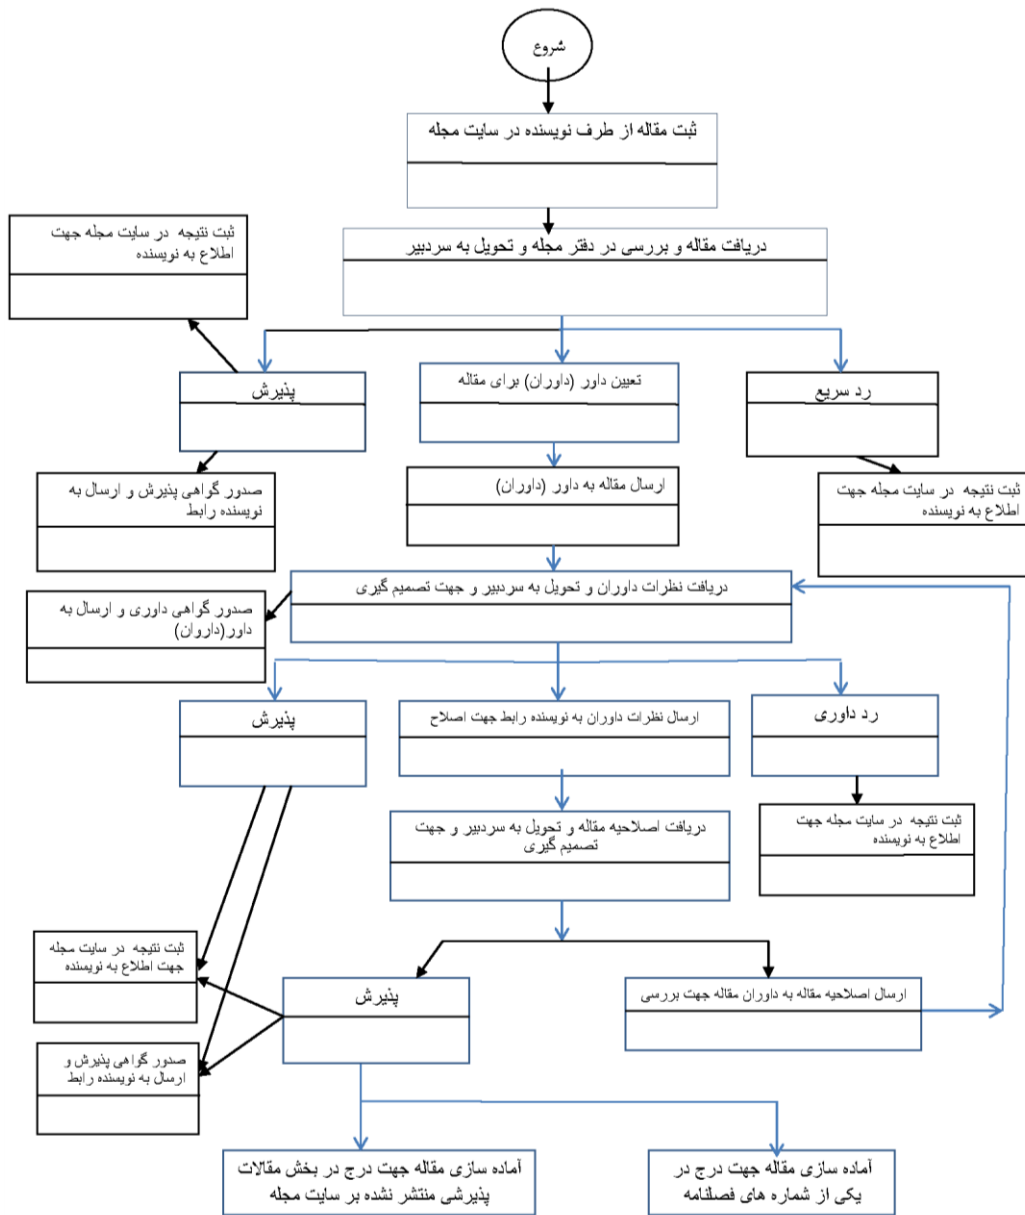 شروع
ثبت مقاله از طرف نویسنده در سایت مجله
دریافت مقاله و بررسی در دفتر مجله و تحویل به سردبیر
ثبت نتیجه در سایت مجله جهت
اطلاع به نویسنده
رد سریع
تعیین داور (داوران) برای مقاله
پذیرش
ثبت نتیجه در سایت مجله جهت
اطلاع به نویسنده
ارسال مقاله به داور (داوران)
صدور گواهی پذیرش و ارسال به
نویسنده رابط
دریافت نظرات داوران و تحویل به سردبیر و جهت تصمیم گیری
صدور گواهی داوری و ارسال به
داور(داروان)
رد داوری
ارسال نظرات داوران به نویسنده رابط جهت اصلاح
پذیرش
ثبت نتیجه در سایت مجله جهت
اطلاع به نویسنده
دریافت اصلاحیه مقاله و تحویل به سردبیر و جهت
تصمیم گیری
ارسال اصلاحیه مقاله به داوران مقاله جهت بررسی
پذیرش
ثبت نتیجه در سایت مجله
جهت اطلاع به نویسنده
صدور گواهی پذیرش و
ارسال به نویسنده رابط
آماده سازی مقاله جهت درج در
یکی از شماره های فصلنامه
آماده سازی مقاله جهت درج در بخش مقالات
پذیرشی منتشر نشده بر سایت مجله